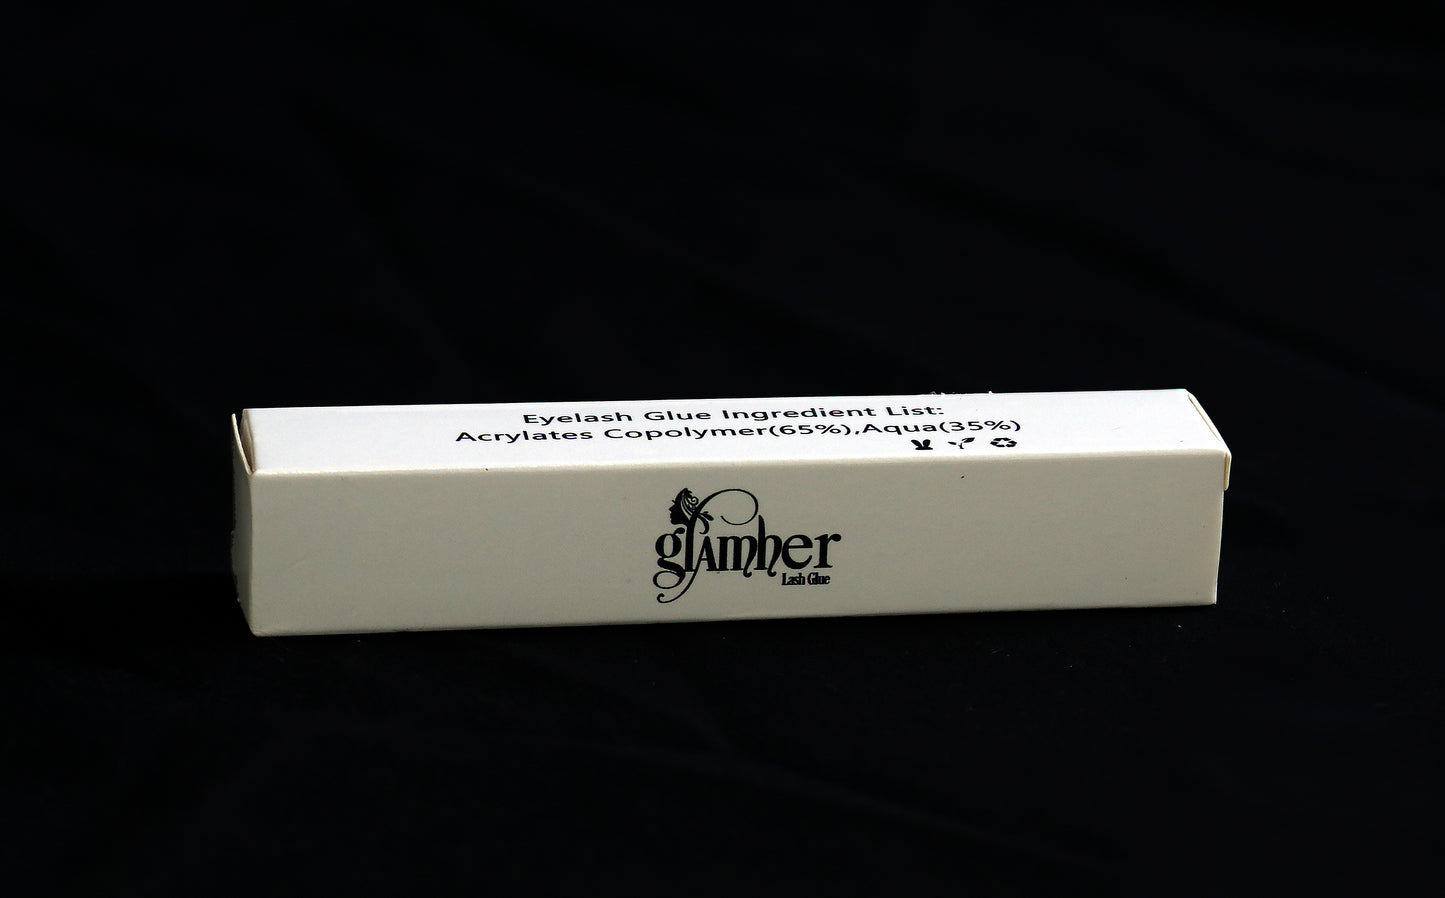 Eyelash Glue Ingredient List:
Acrylates Copolymer(65%),Aqua(35%)
glamher
Lash Glue